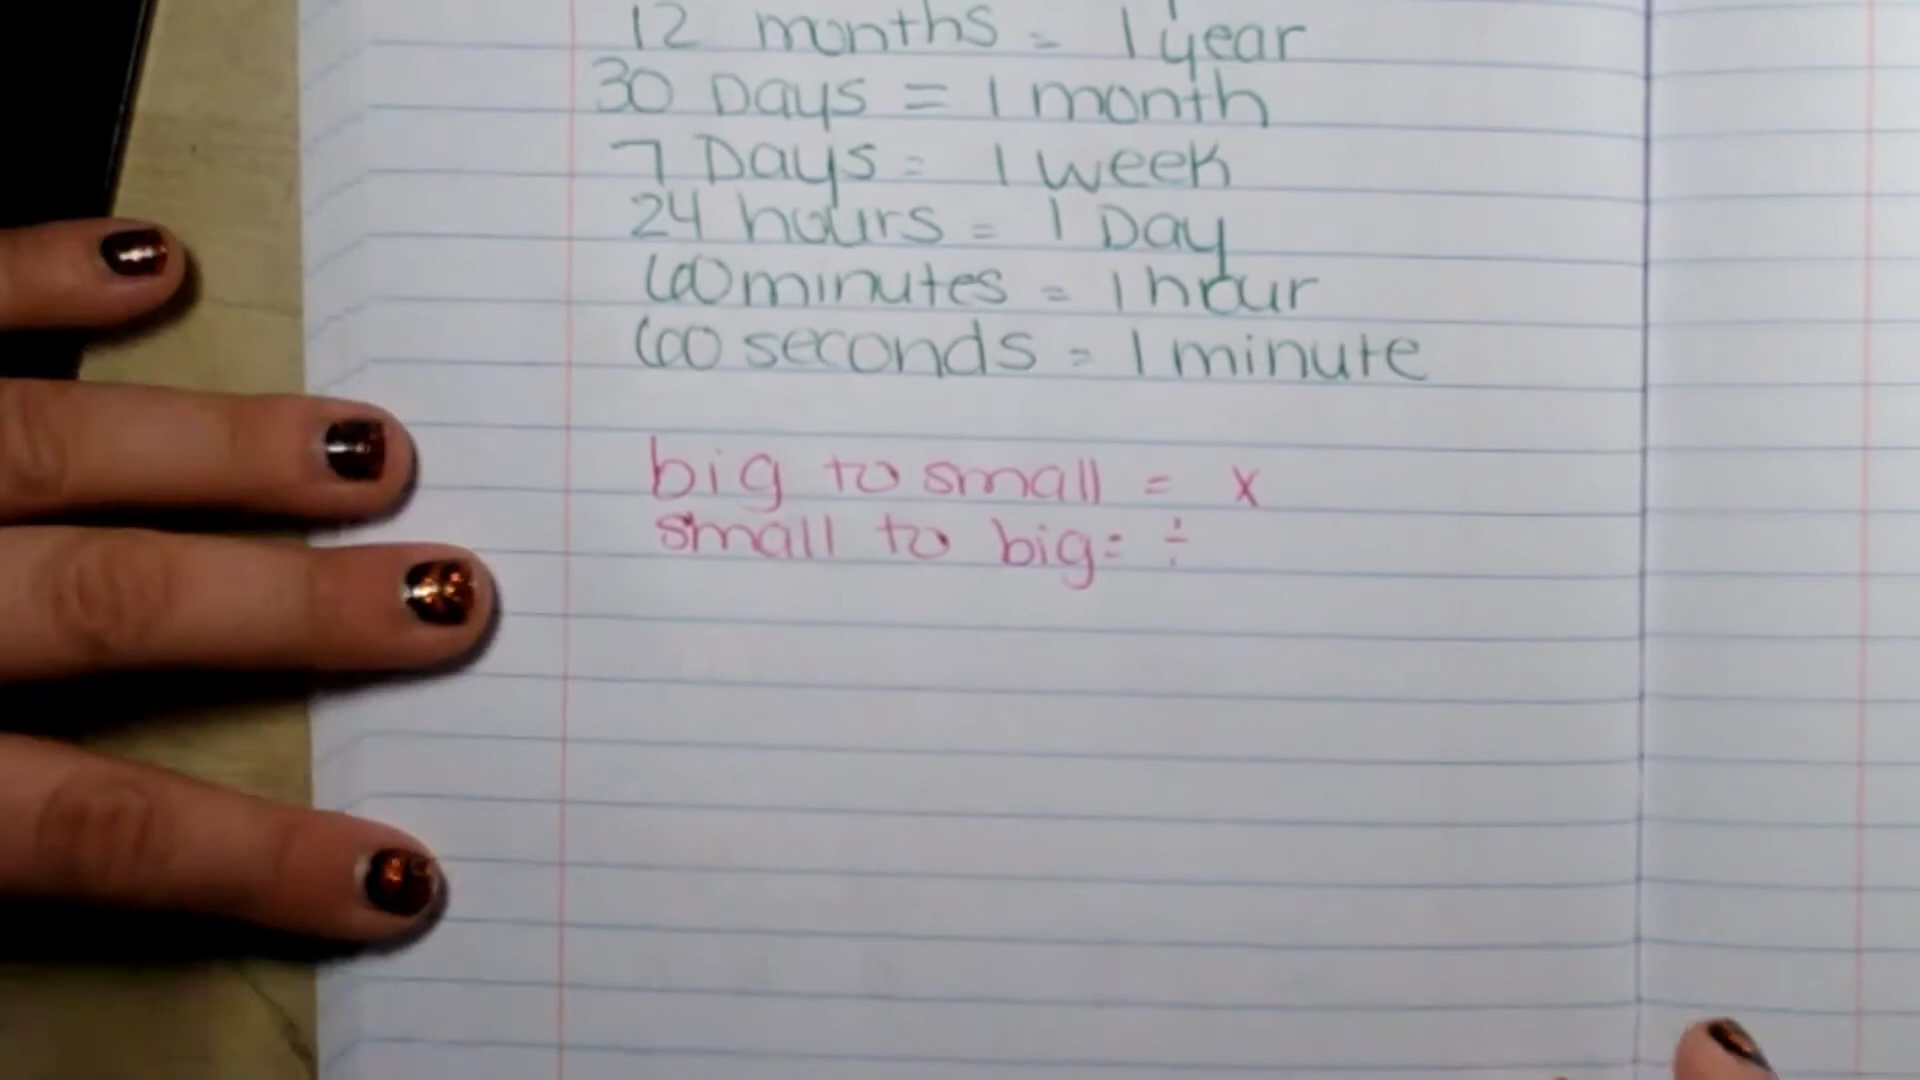 12 months = 1 year
30 Days = 1 month
7 Days = 1 week
24 hours = 1 Day
60 minutes = 1 hour
60 seconds = 1 minute
big to small = x
small to big = ÷